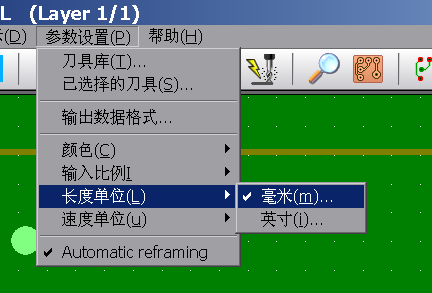 L (Layer 1/1)
(D) 参数设置(P) 帮助(H)
刀具库(T)...
已选择的刀具(S)...
输出数据格式...
颜色(C)
输入比例I
长度单位(L)
毫米(m)...
速度单位(u)
英寸(i)...
Automatic reframing